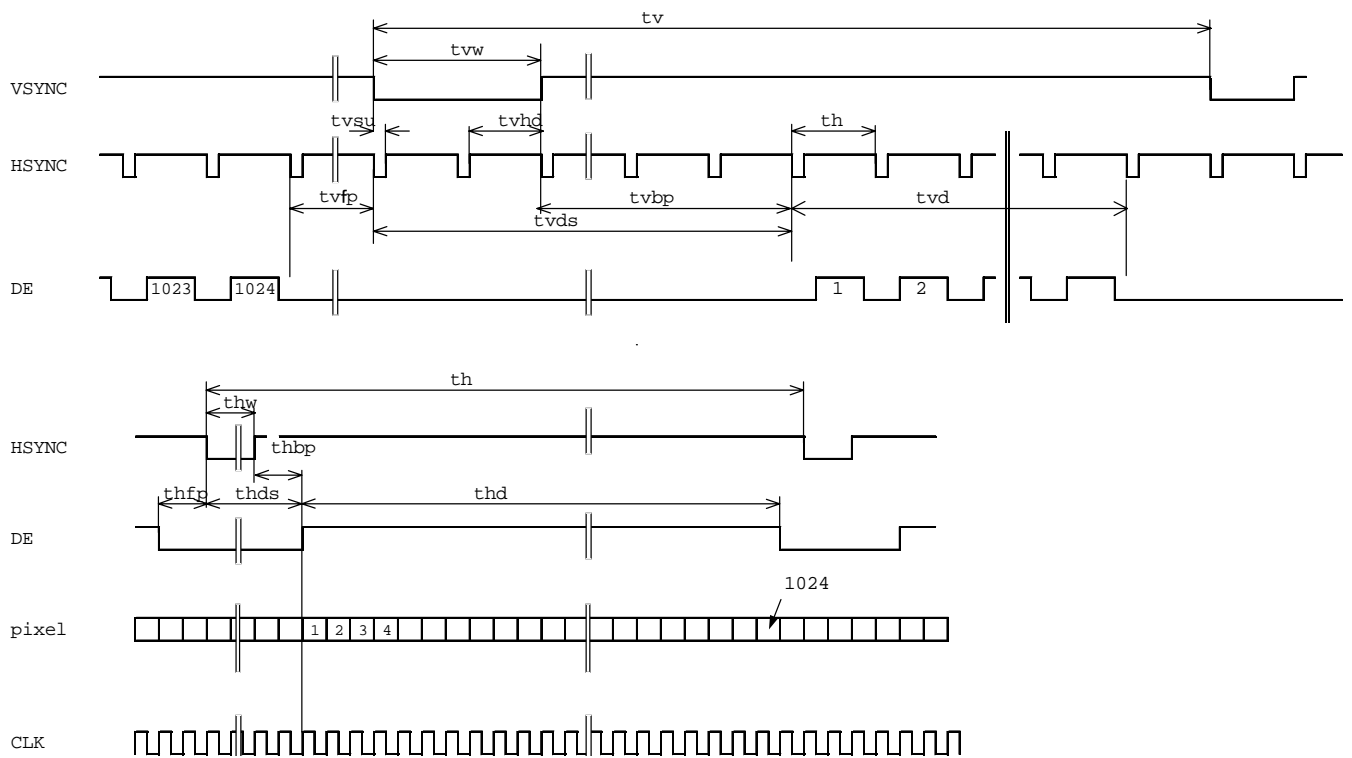 tv
tvw
VSYNC
tvsu
tvhd
th
HSYNC
tvfp
tvbp
tvd
tvds
DE
1023
1024
1
2
th
thw
HSYNC
thbp
thfp
thds
thd
DE
1024
pixel
1 2 3 4
CLK